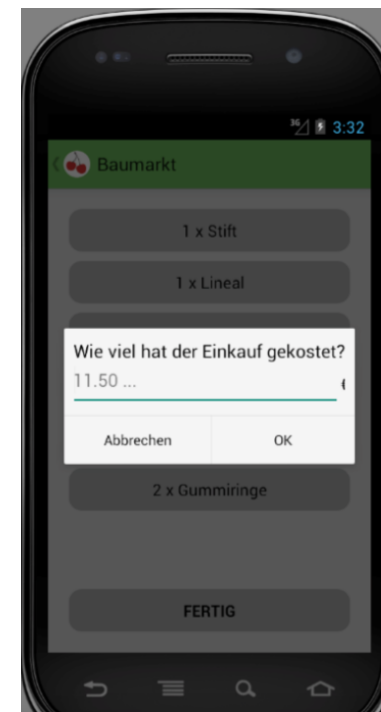 3G 3:32
Baumarkt
1 x Stift
1 x Lineal
Wie viel hat der Einkauf gekostet?
11.50 ...
Abbrechen OK
2 x Gummiringe
FERTIG